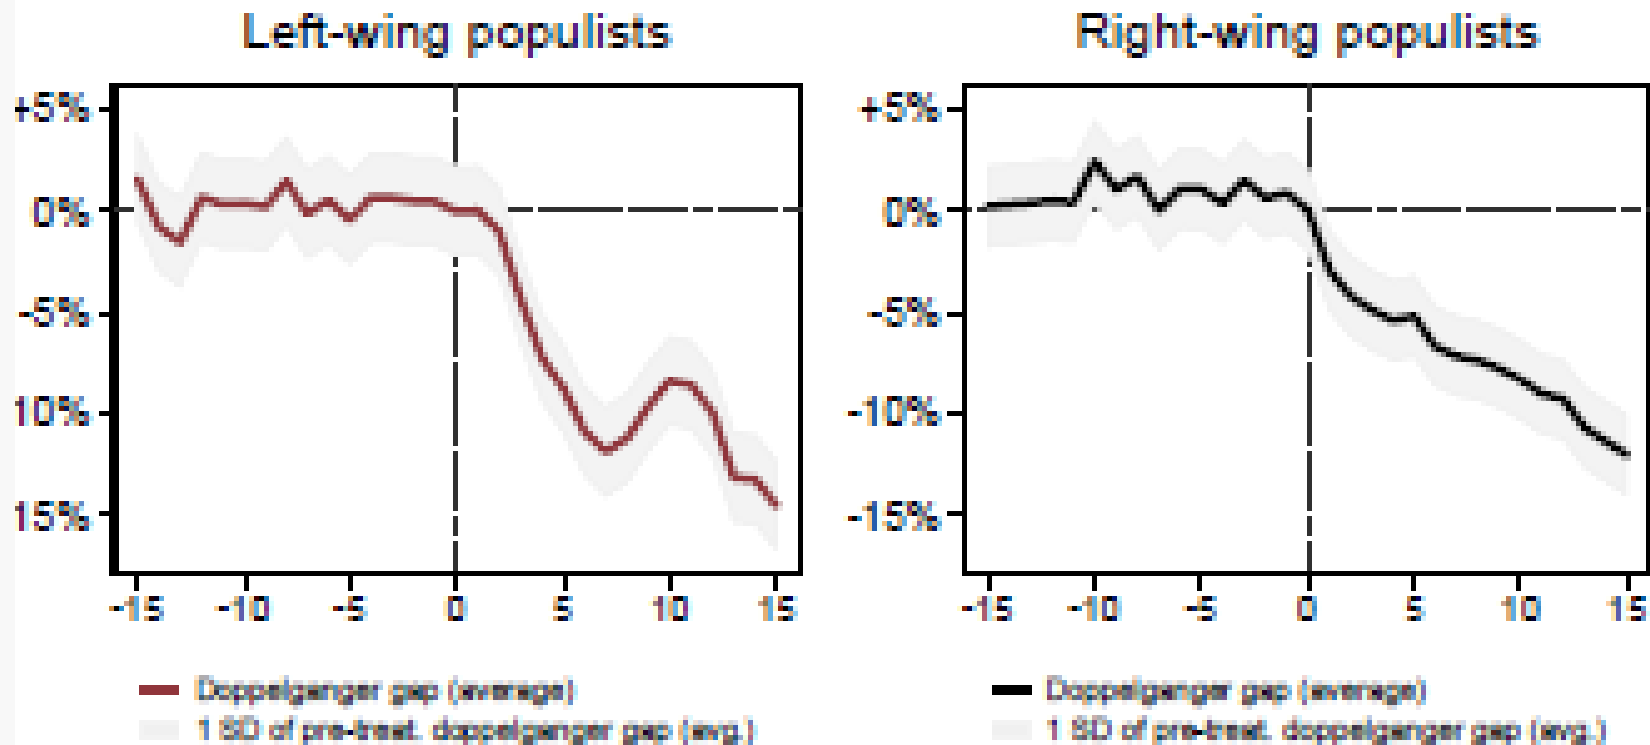 Left-wing populists
+5%
0%
-5%
10%
15%
-15 -10 -5 0 5 10 15
Doppelganger gap (average)
1 SD of pre-treat. doppelganger gap (avg.)
Right-wing populists
+5%
0%
-5%
-10%
-15%
-15 -10 -5 0 5 10 15
Doppelganger gap (average)
1 SD of pre-treat. doppelganger gap (avg.)